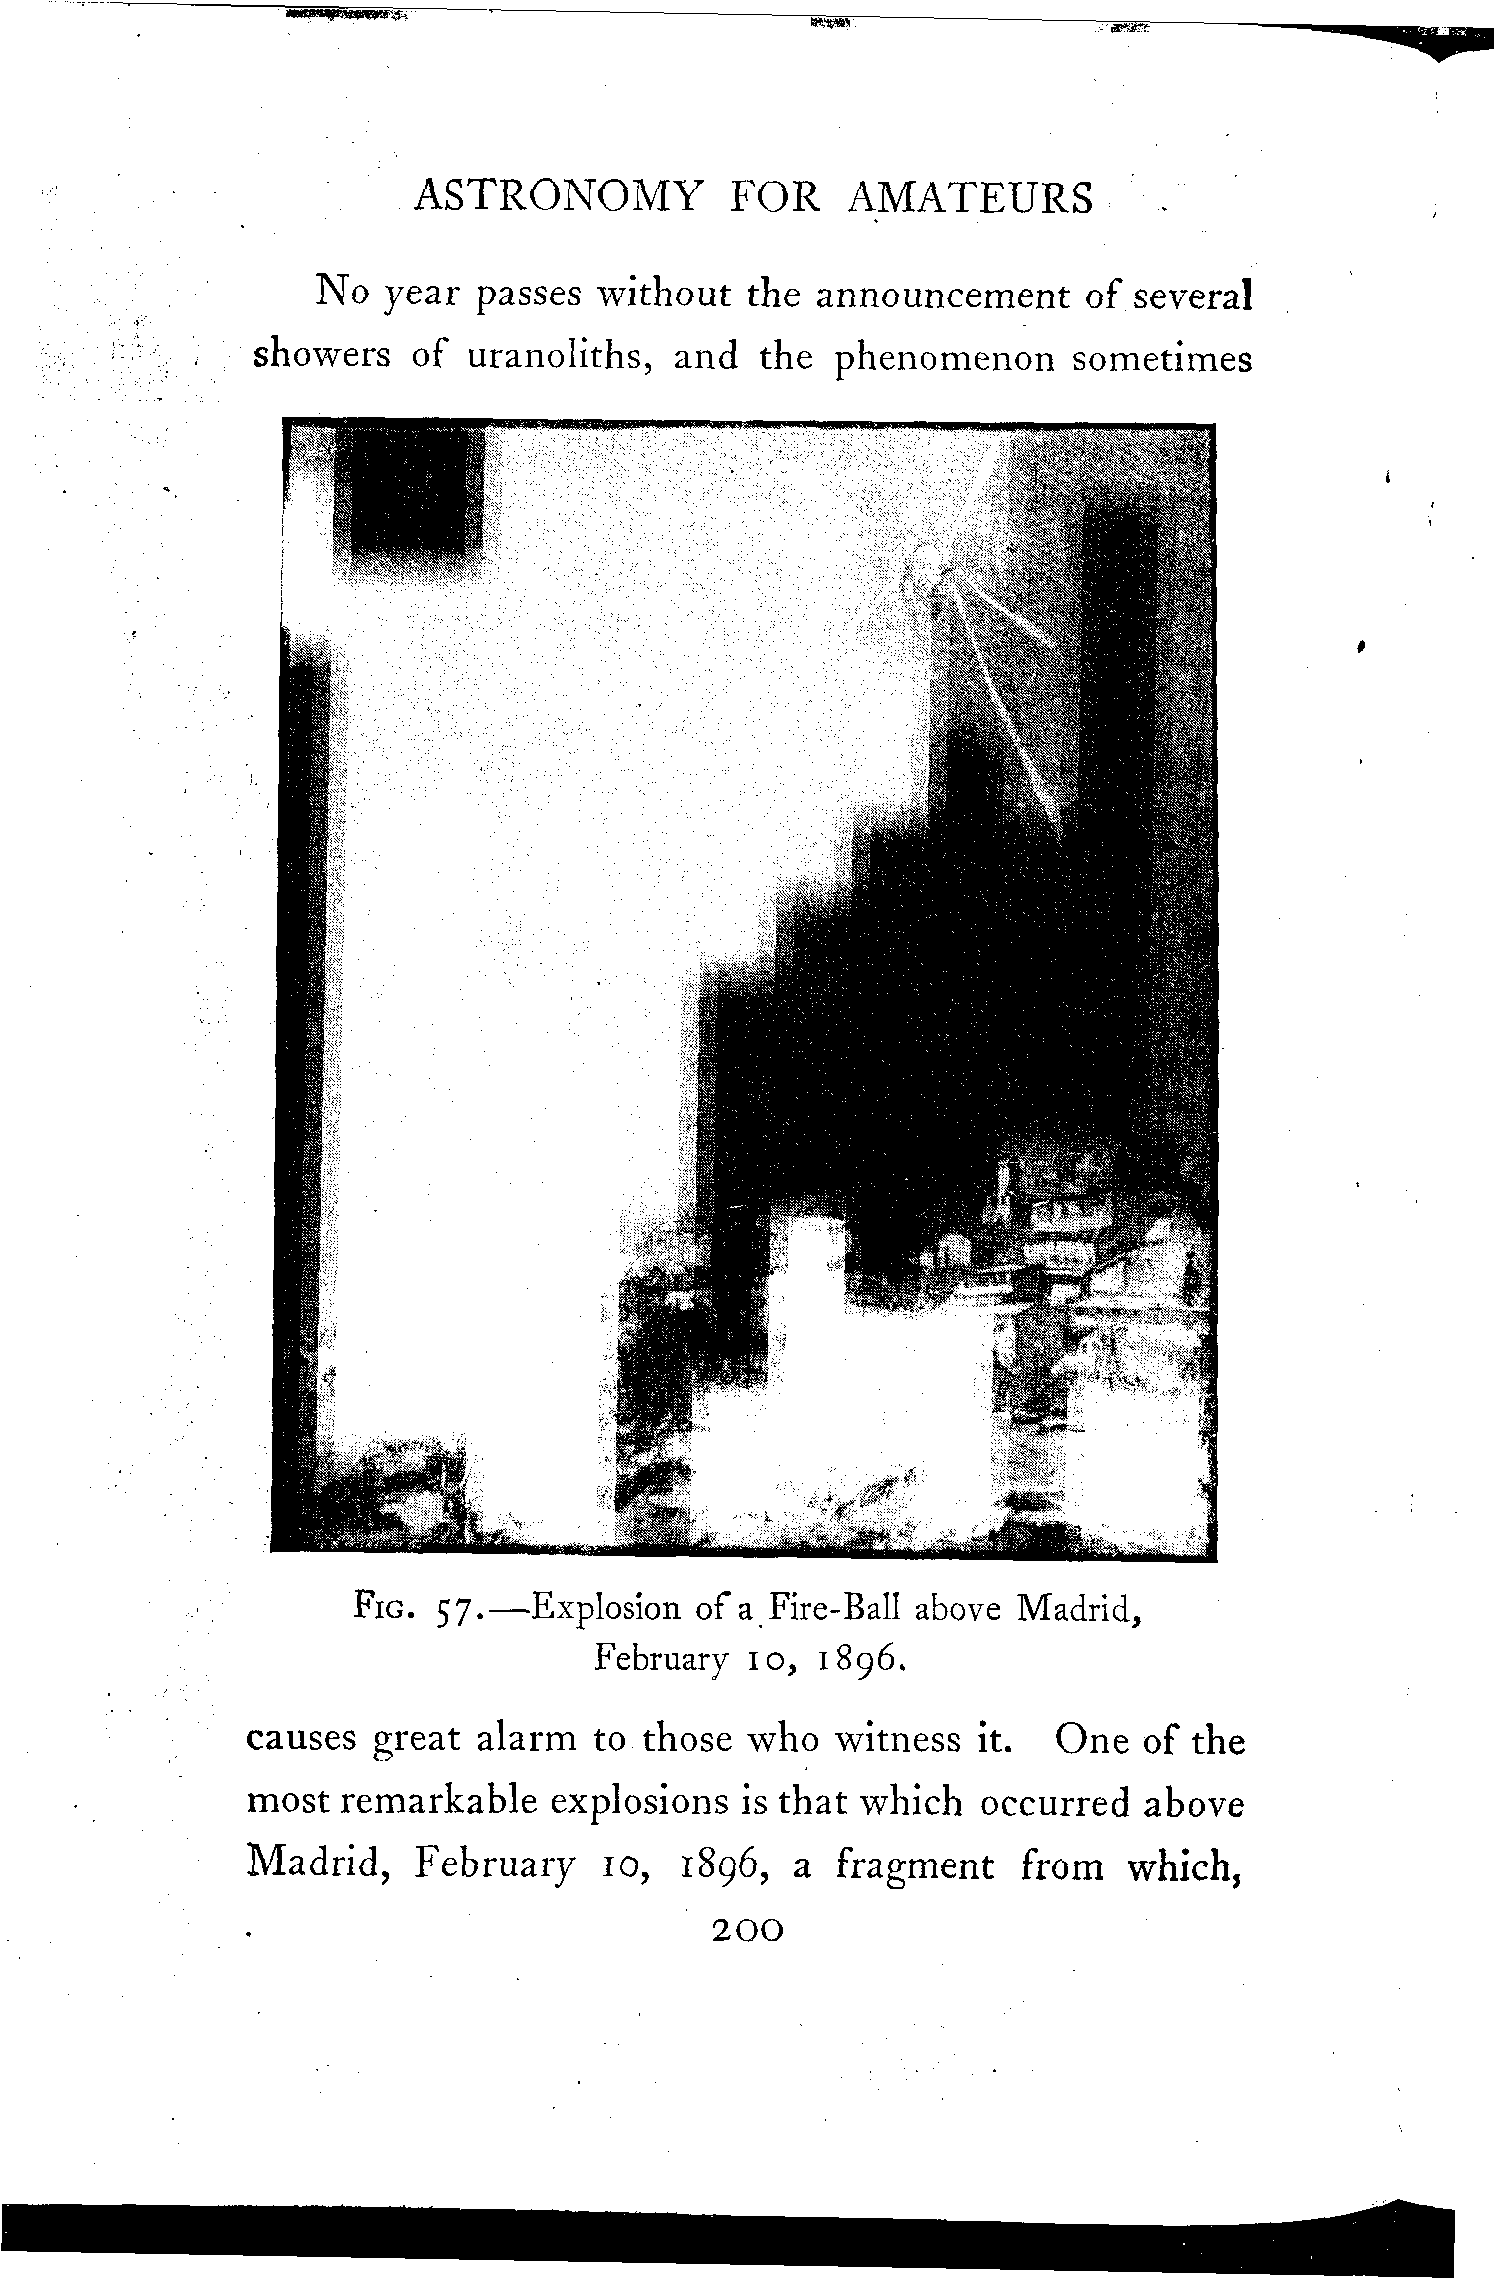 ASTRONOMY FOR AMATEURS
No year passes without the announcement of several
showers of uranoliths, and the phenomenon sometimes
Fig. 57.—Explosion of a Fire-Ball above Madrid,
February 10, 1896.
causes great alarm to those who witness it. One of the
most remarkable explosions is that which occurred above
Madrid, February 10, 1896, a fragment from which,
200